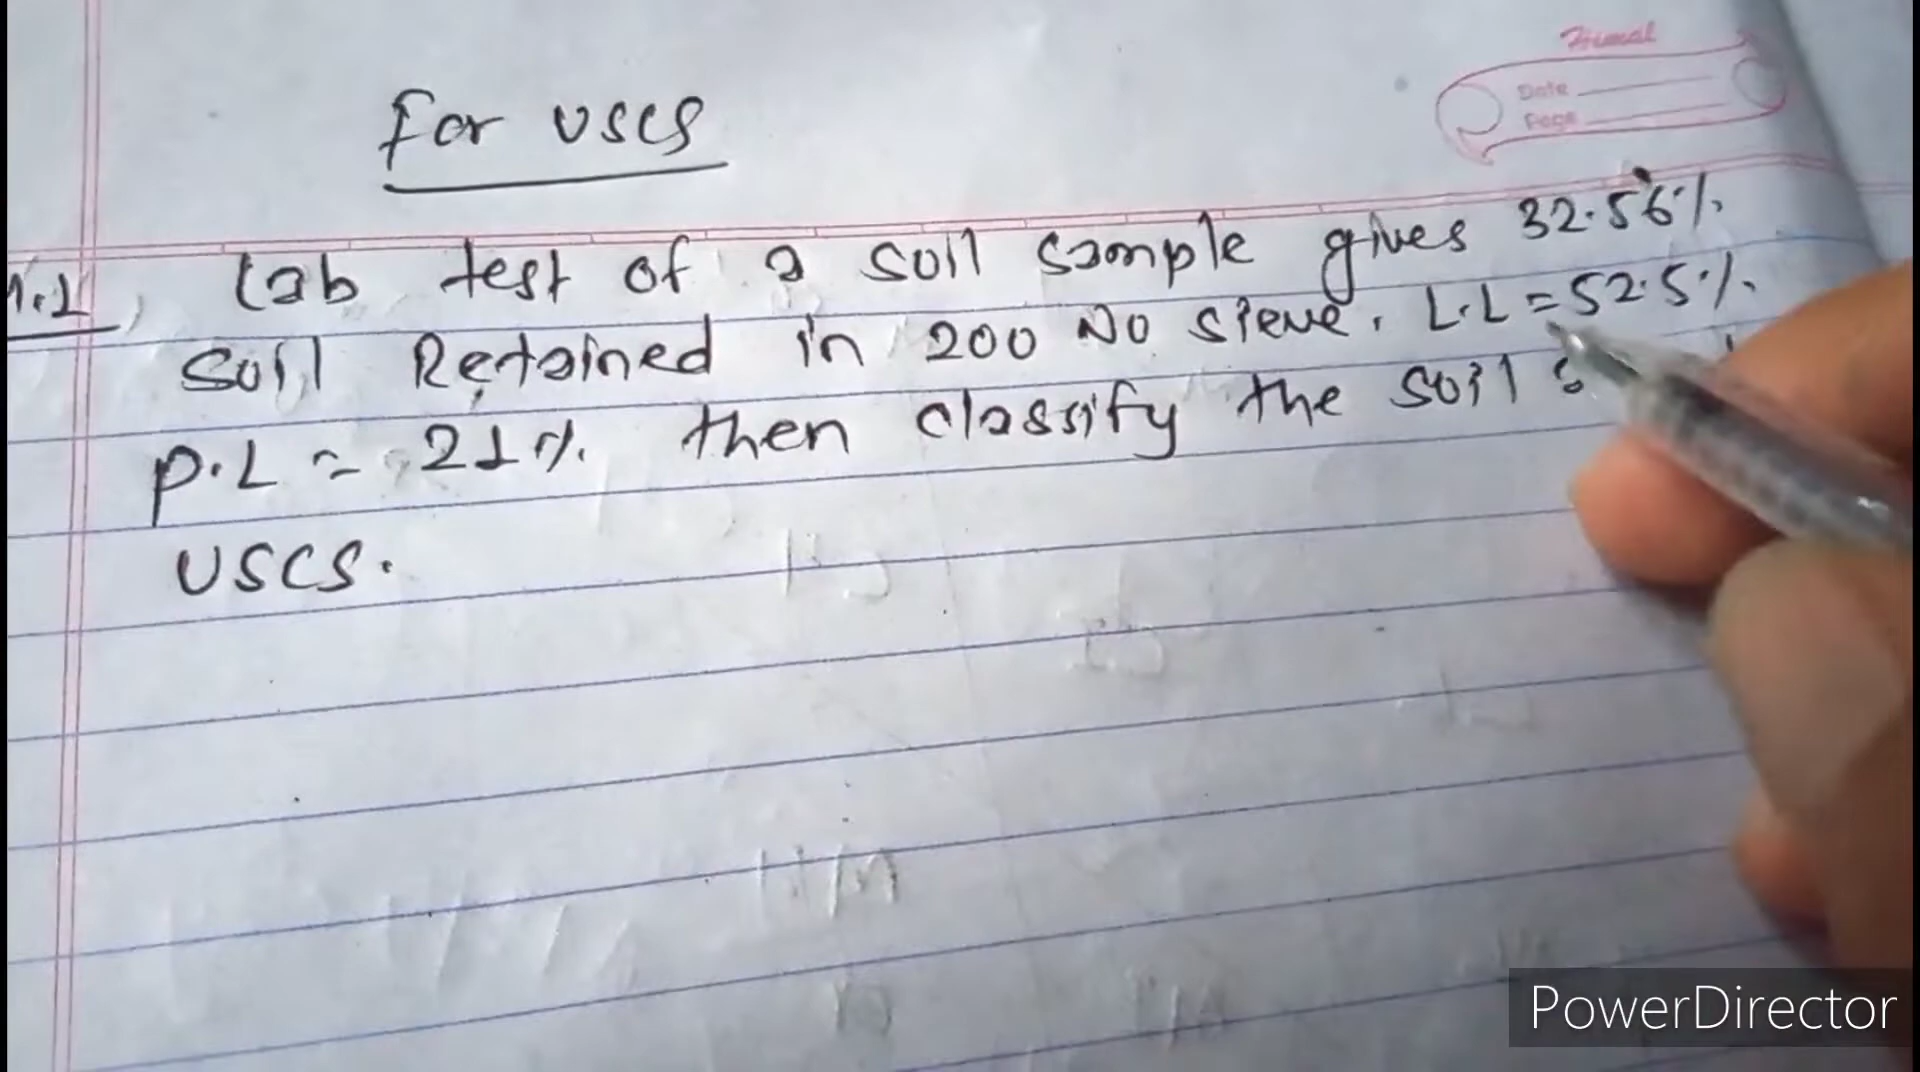 Himal
Date
Page
For USCS
1.1, Lab test of a soil sample gives 32.56%
Soil Retained in 200 No sieve. L.L = 52.5%.
P.L = 21%. then classify the soil
USCS.
PowerDirector